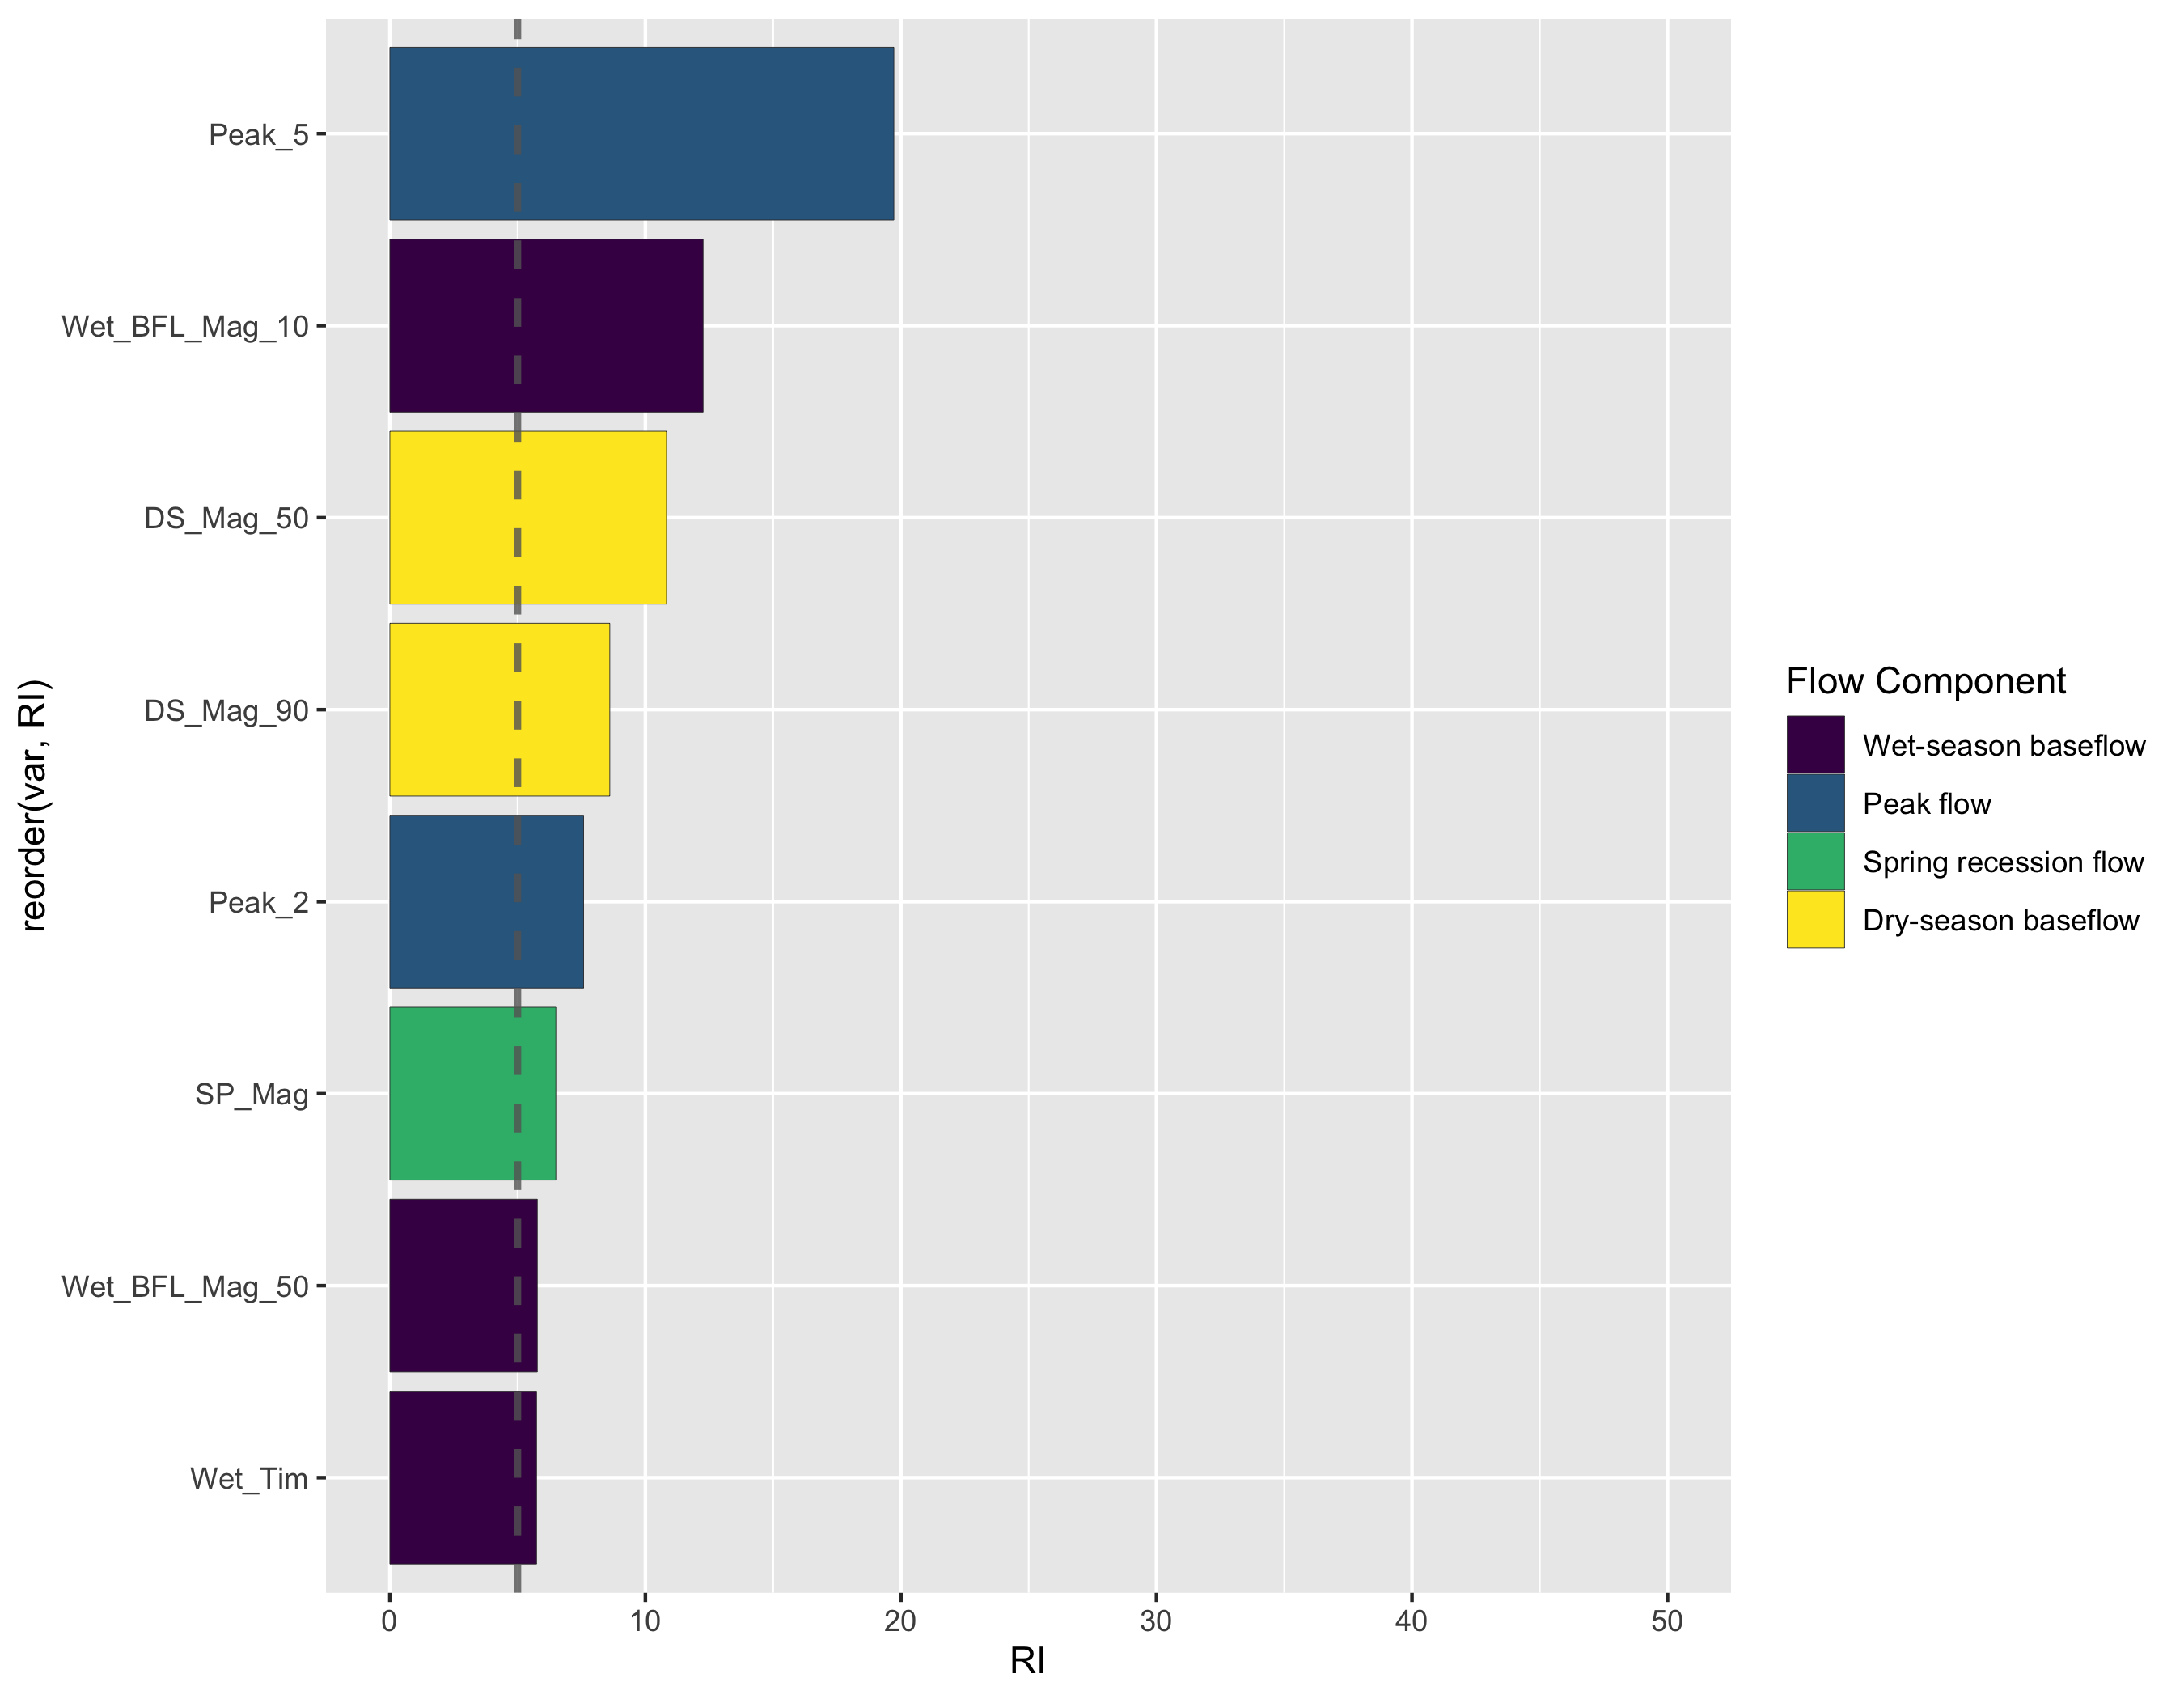 reorder(var, RI)
Peak_5
Wet_BFL_Mag_10
DS_Mag_50
DS_Mag_90
Peak_2
SP_Mag
Wet_BFL_Mag_50
Wet_Tim
0 10 20 30 40 50
RI
Flow Component
Wet-season baseflow
Peak flow
Spring recession flow
Dry-season baseflow